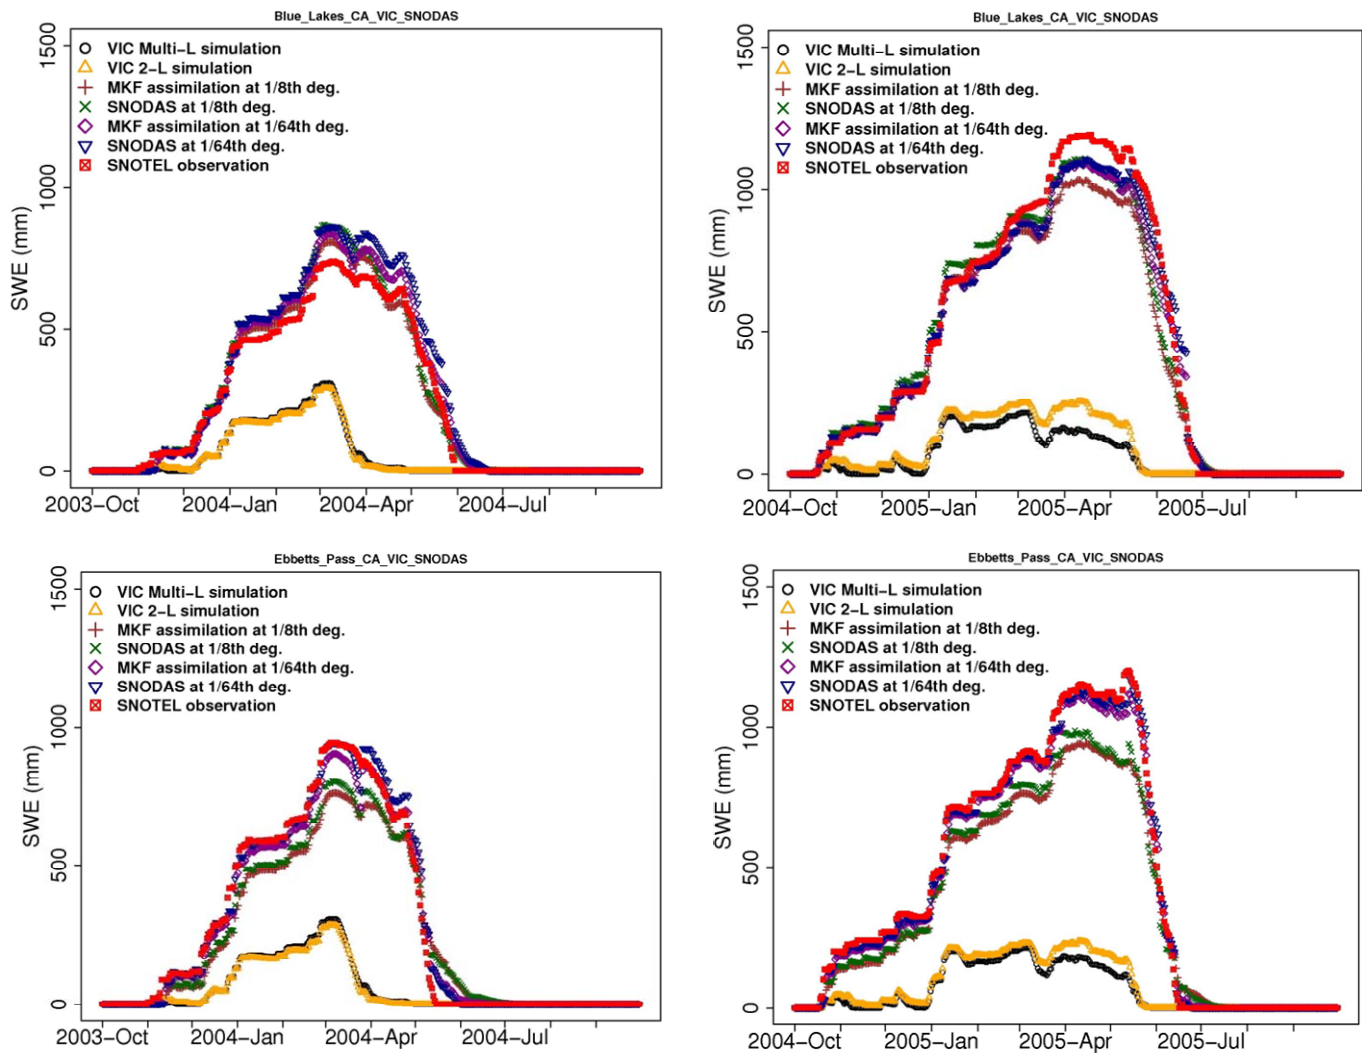 Blue_Lakes_CA_VIC_SNODAS
1500
1000
500
0
SWE (mm)
VIC Multi-L simulation
VIC 2-L simulation
MKF assimilation at 1/8th deg.
SNODAS at 1/8th deg.
MKF assimilation at 1/64th deg.
SNODAS at 1/64th deg.
SNOTEL observation
2003-Oct 2004-Jan 2004-Apr 2004-Jul
Blue_Lakes_CA_VIC_SNODAS
1500
1000
500
0
SWE (mm)
VIC Multi-L simulation
VIC 2-L simulation
MKF assimilation at 1/8th deg.
SNODAS at 1/8th deg.
MKF assimilation at 1/64th deg.
SNODAS at 1/64th deg.
SNOTEL observation
2004-Oct 2005-Jan 2005-Apr 2005-Jul
Ebbetts_Pass_CA_VIC_SNODAS
1500
1000
500
0
SWE (mm)
VIC Multi-L simulation
VIC 2-L simulation
MKF assimilation at 1/8th deg.
SNODAS at 1/8th deg.
MKF assimilation at 1/64th deg.
SNODAS at 1/64th deg.
SNOTEL observation
2003-Oct 2004-Jan 2004-Apr 2004-Jul
Ebbetts_Pass_CA_VIC_SNODAS
1500
1000
500
0
SWE (mm)
VIC Multi-L simulation
VIC 2-L simulation
MKF assimilation at 1/8th deg.
SNODAS at 1/8th deg.
MKF assimilation at 1/64th deg.
SNODAS at 1/64th deg.
SNOTEL observation
2004-Oct 2005-Jan 2005-Apr 2005-Jul